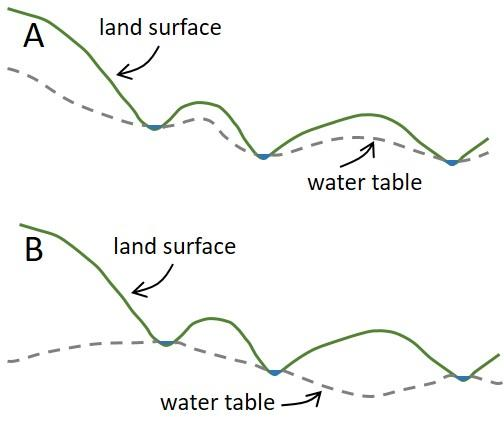 A
land surface
water table
B
land surface
water table